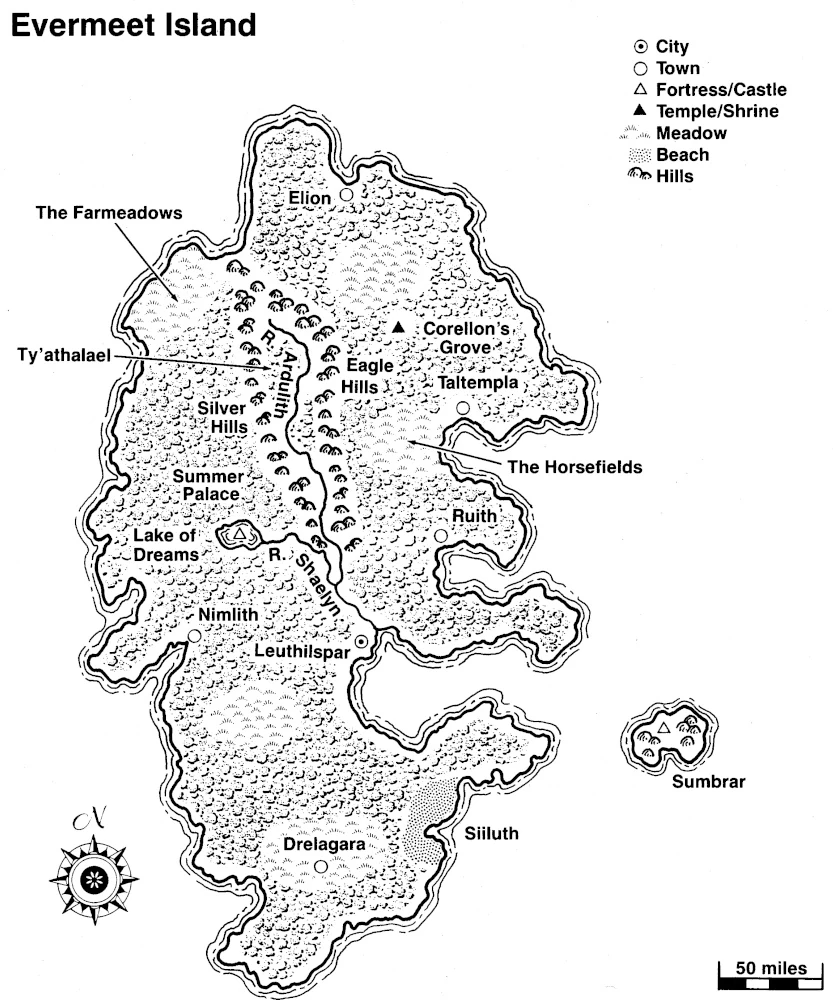 Evermeet Island
City
Town
Fortress/Castle
Temple/Shrine
Meadow
Beach
Hills
Elion
The Farmeadows
Corellon's
Grove
R. Ardulith
Ty'athalael
Eagle
Hills
Taltempla
Silver
Hills
The Horsefields
Summer
Palace
Ruith
Lake of
Dreams
R. Shaelyn
Nimlith
Leuthilspar
Sumbrar
N
Siiluth
Drelagara
50 miles